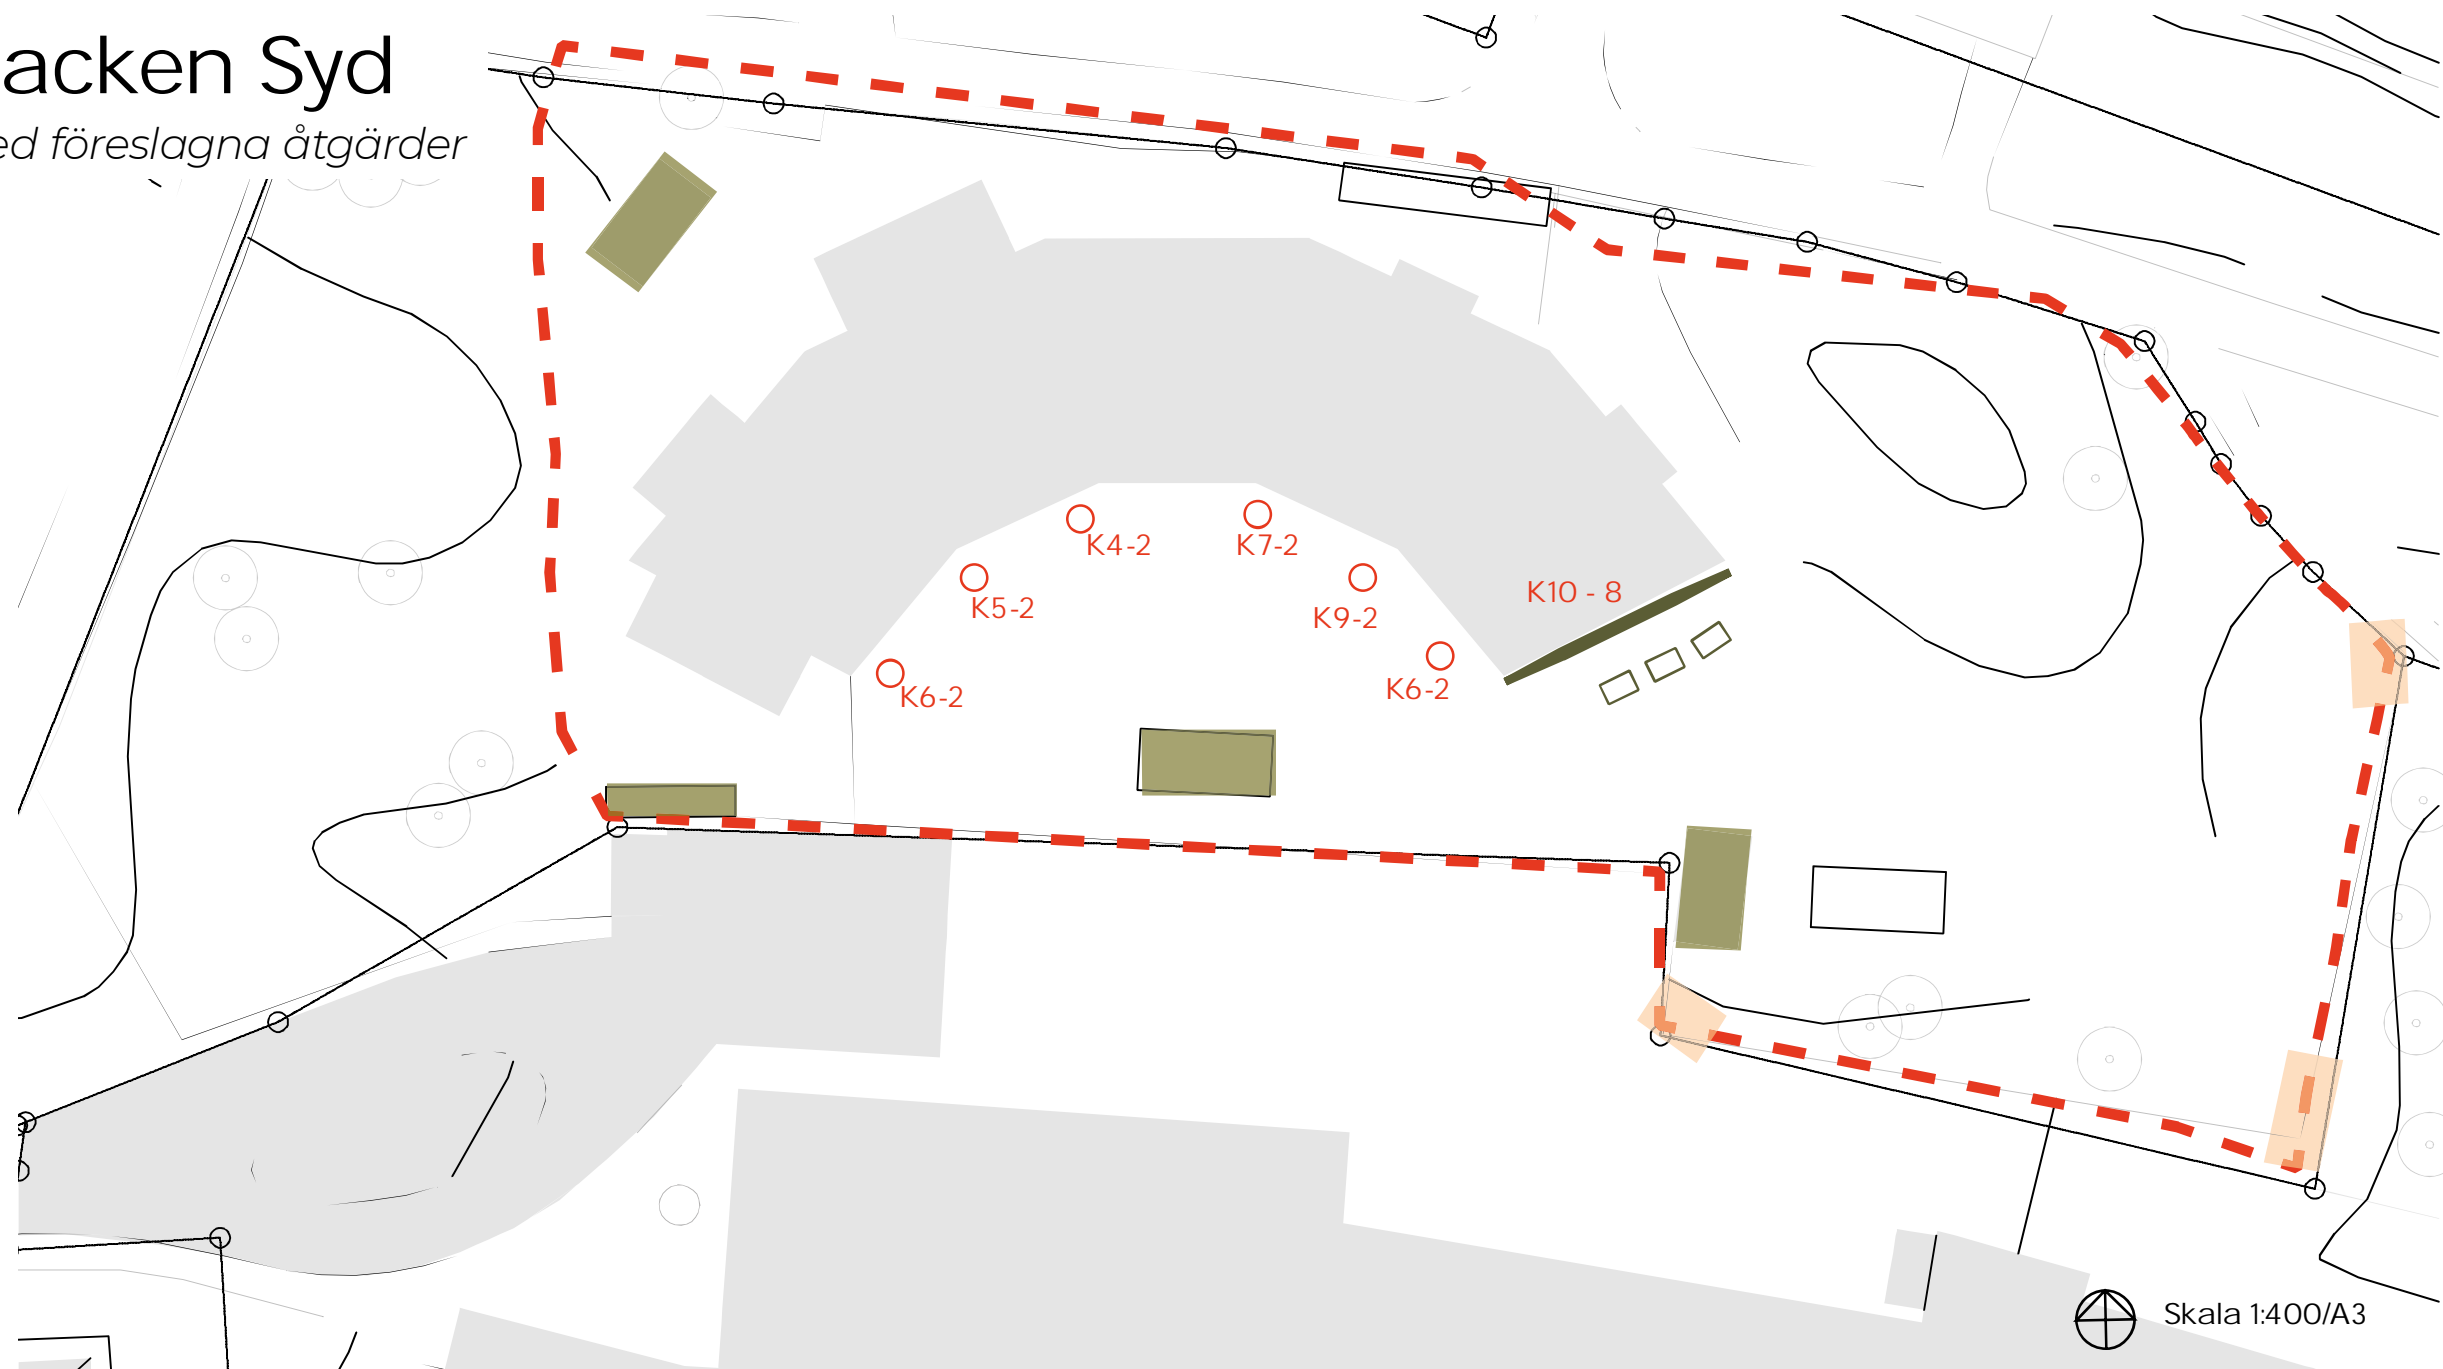 acken Syd
ed föreslagna åtgärder
K4-2
K7-2
K5-2
K9-2
K10 - 8
K6-2
K6-2
Skala 1:400/A3